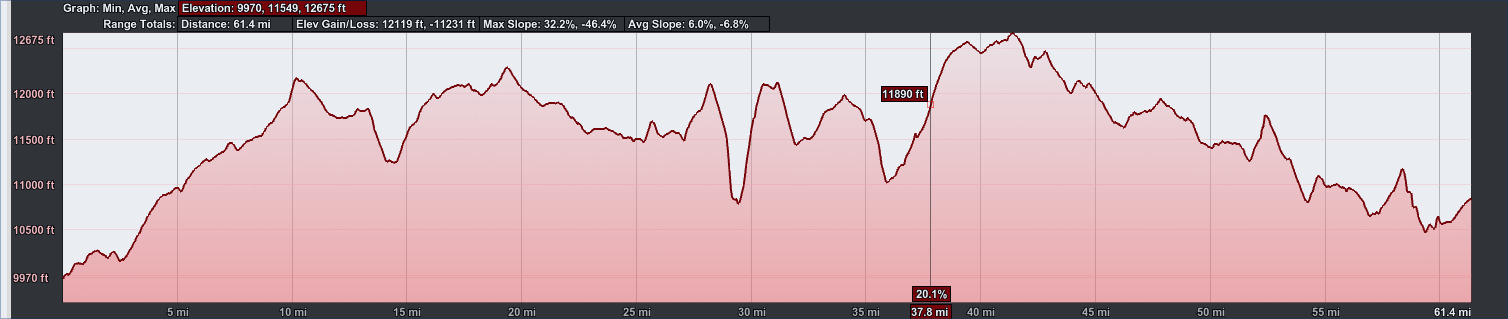 Graph: Min, Avg, Max Elevation: 9970, 11549, 12675 ft
Range Totals: Distance: 61.4 mi Elev Gain/Loss: 12119 ft, -11231 ft Max Slope: 32.2%, -46.4% Avg Slope: 6.0%, -6.8%
12675 ft
12000 ft
11890 ft
11500 ft
11000 ft
10500 ft
9970 ft
20.1%
5 mi 10 mi 15 mi 20 mi 25 mi 30 mi 35 mi 37.8 mi 40 mi 45 mi 50 mi 55 mi 61.4 mi